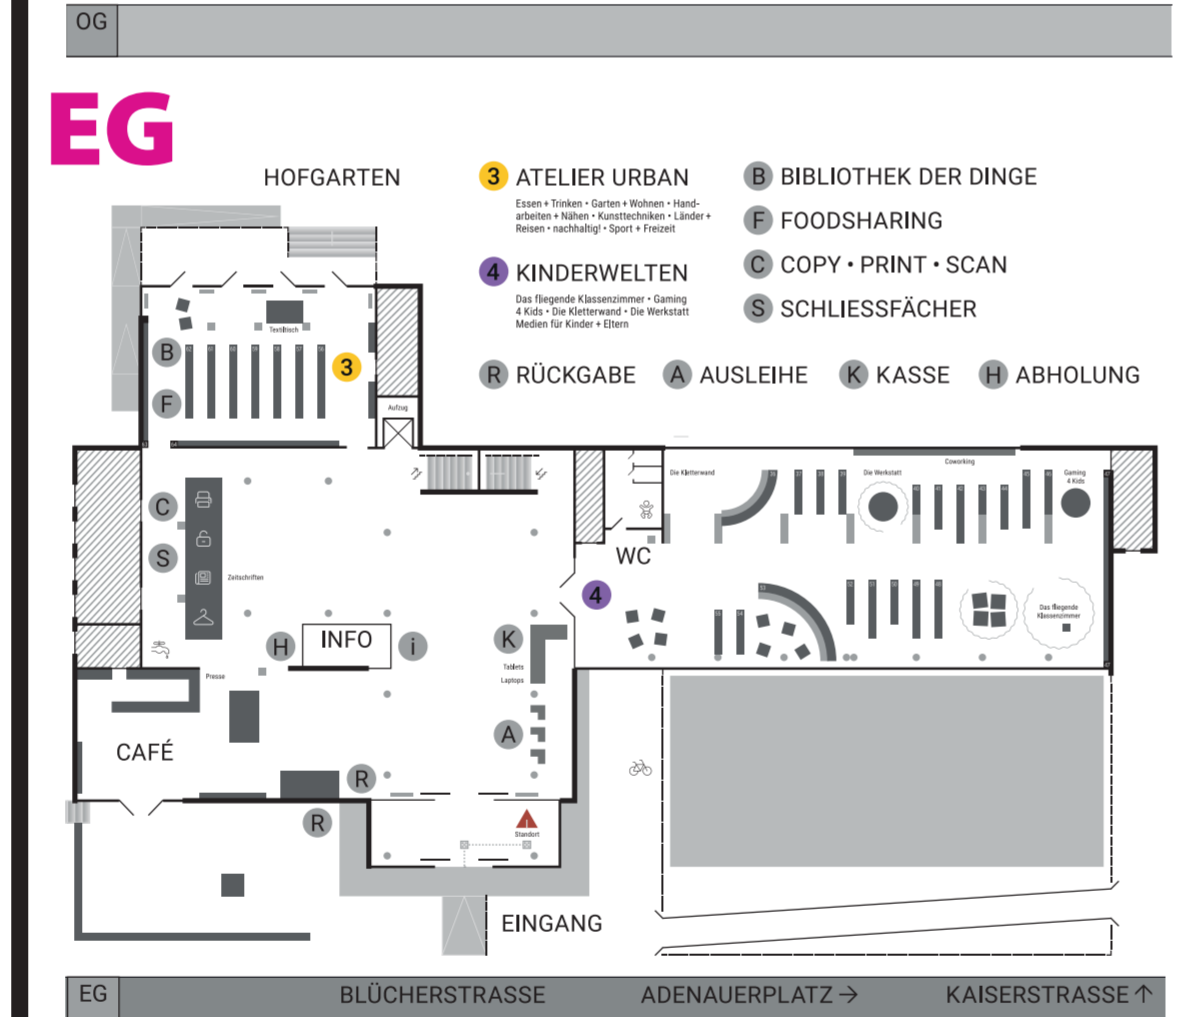 OG
EG
HOFGARTEN
3 ATELIER URBAN
Essen + Trinken • Garten + Wohnen • Hand-
arbeiten + Nähen • Kunsttechniken • Länder +
Reisen • nachhaltig! • Sport + Freizeit
4 KINDERWELTEN
Das fliegende Klassenzimmer • Gaming
4 Kids • Die Kletterwand • Die Werkstatt
Medien für Kinder + Eltern
B BIBLIOTHEK DER DINGE
F FOODSHARING
C COPY • PRINT • SCAN
S SCHLIESSFÄCHER
R RÜCKGABE A AUSLEIHE K KASSE H ABHOLUNG
Textiltisch
B
3
F
Aufzug
Coworking
Die Kletterwand
Die Werkstatt
Gaming
4 Kids
C
S
WC
Zeitschriften
4
Das fliegende
Klassenzimmer
H INFO i
K
Tablets
Laptops
Presse
A
CAFÉ
R
R
Standort
EINGANG
EG BLÜCHERSTRASSE ADENAUERPLATZ → KAISERSTRASSE ↑